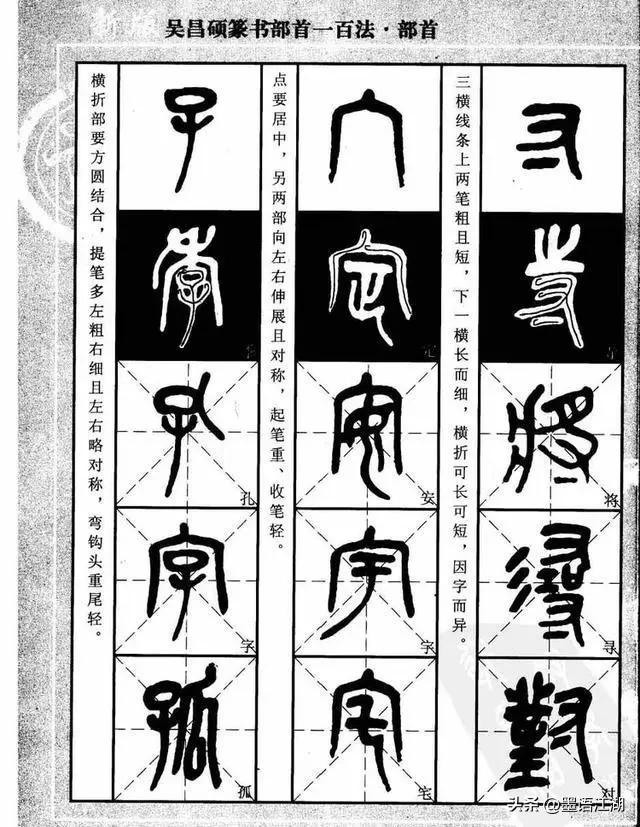 吴昌硕篆书部首一百法·部首
寸
寺
将
寻
对
三横线条上两笔粗且短，下一横长而细，横折可长可短，因字而异。
宀
定
安
字
宅
点要居中，另两部向左右伸展且对称，起笔重、收笔轻。
子
孔
字
孤
横折部要方圆结合，提笔多左粗右细且左右略对称，弯钩头重尾轻。
头条@墨语江湖